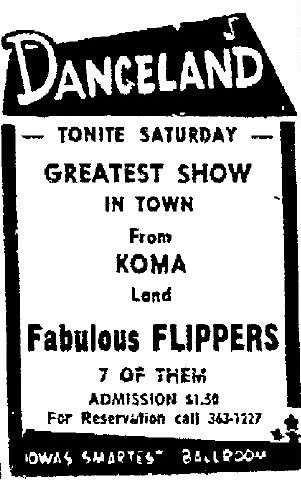 DANCELAND
— TONITE SATURDAY —
GREATEST SHOW
IN TOWN
From
KOMA
Land
Fabulous FLIPPERS
7 OF THEM
ADMISSION $1.50
For Reservation call 363-1227
IOWAS SMARTEST BALLROOM